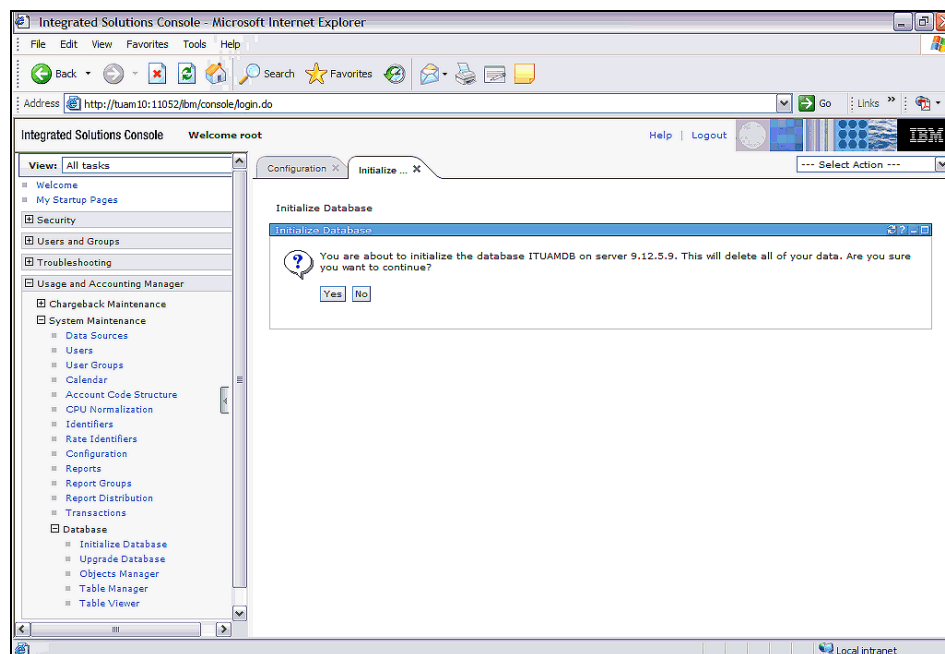 Integrated Solutions Console - Microsoft Internet Explorer
File Edit View Favorites Tools Help
Back Search Favorites
Address http://tuam10:11052/ibm/console/login.do Go Links »
Integrated Solutions Console Welcome root Help | Logout IBM
View: All tasks
Configuration Initialize ... --- Select Action ---
Welcome
My Startup Pages
Security
Users and Groups
Troubleshooting
Usage and Accounting Manager
Chargeback Maintenance
System Maintenance
Data Sources
Users
User Groups
Calendar
Account Code Structure
CPU Normalization
Identifiers
Rate Identifiers
Configuration
Reports
Report Groups
Report Distribution
Transactions
Database
Initialize Database
Upgrade Database
Objects Manager
Table Manager
Table Viewer
Initialize Database
Initialize Database
You are about to initialize the database ITUAMDB on server 9.12.5.9. This will delete all of your data. Are you sure
you want to continue?
Yes No
Local intranet